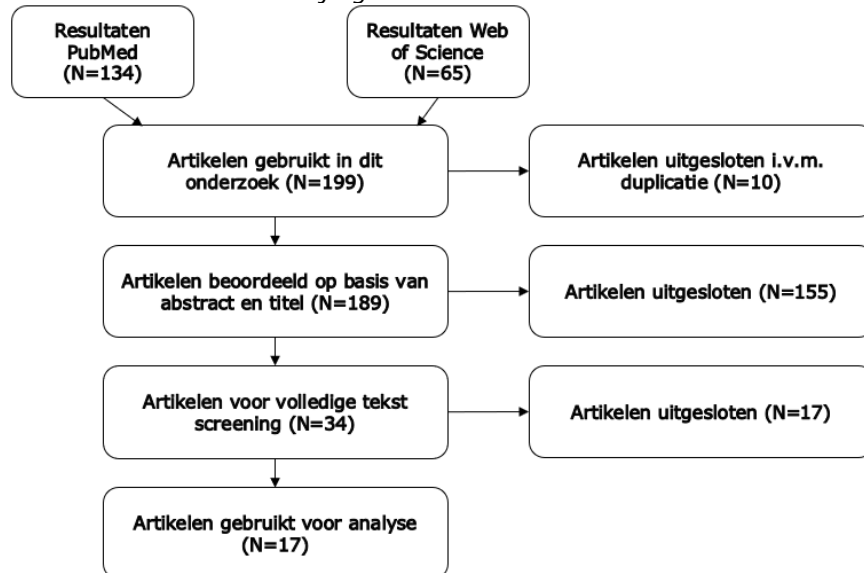 Resultaten
PubMed
(N=134)
Resultaten Web
of Science
(N=65)
Artikelen gebruikt in dit
onderzoek (N=199)
Artikelen uitgesloten i.v.m.
duplicatie (N=10)
Artikelen beoordeeld op basis van
abstract en titel (N=189)
Artikelen uitgesloten (N=155)
Artikelen voor volledige tekst
screening (N=34)
Artikelen uitgesloten (N=17)
Artikelen gebruikt voor analyse
(N=17)